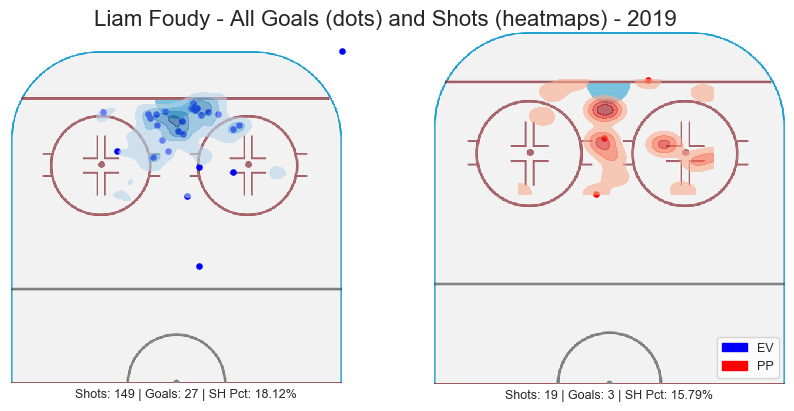 Liam Foudy - All Goals (dots) and Shots (heatmaps) - 2019
EV
PP
Shots: 149 | Goals: 27 | SH Pct: 18.12%
Shots: 19 | Goals: 3 | SH Pct: 15.79%